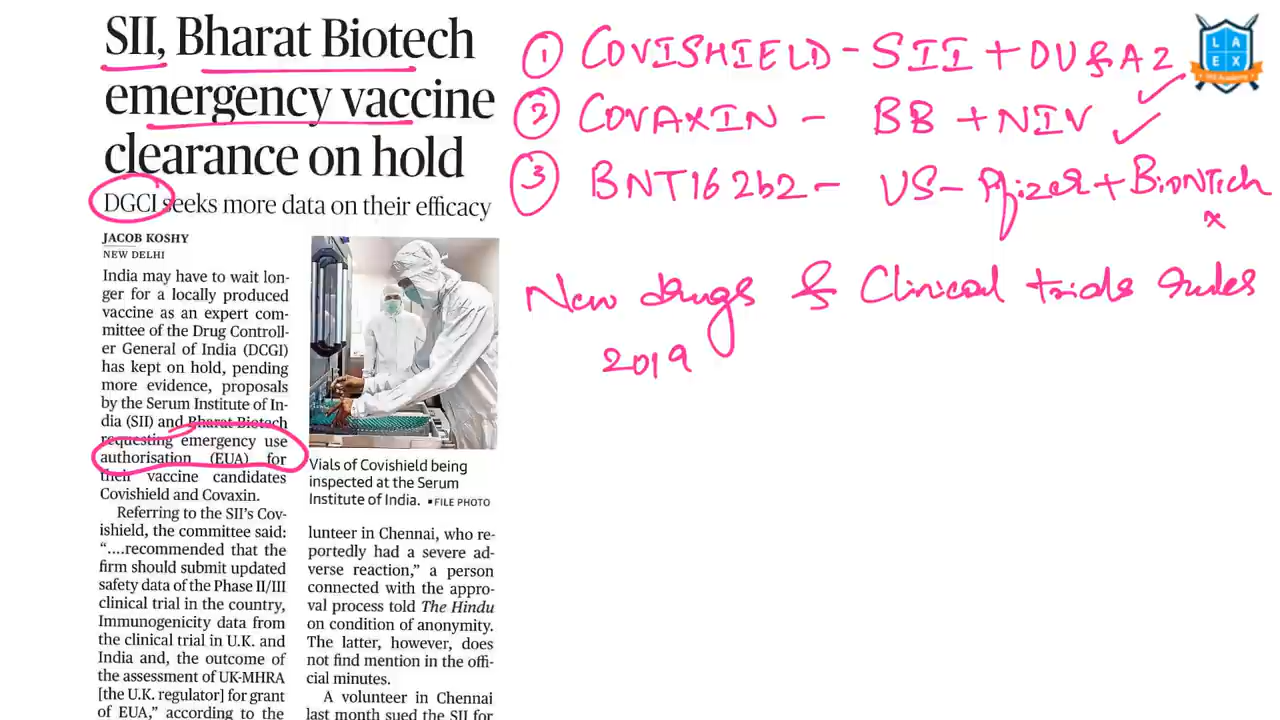 SII, Bharat Biotech
emergency vaccine
clearance on hold
DGCI seeks more data on their efficacy
JACOB KOSHY
NEW DELHI
India may have to wait lon-
ger for a locally produced
vaccine as an expert com-
mittee of the Drug Controll-
er General of India (DCGI)
has kept on hold, pending
more evidence, proposals
by the Serum Institute of In-
dia (SII) and Bharat Biotech
requesting emergency use
authorisation (EUA) for
their vaccine candidates
Covishield and Covaxin.
Referring to the SII's Cov-
ishield, the committee said:
"....recommended that the
firm should submit updated
safety data of the Phase II/III
clinical trial in the country,
Immunogenicity data from
the clinical trial in U.K. and
India and, the outcome of
the assessment of UK-MHRA
[the U.K. regulator] for grant
of EUA," according to the
Vials of Covishield being
inspected at the Serum
Institute of India. ▪FILE PHOTO
lunteer in Chennai, who re-
portedly had a severe ad-
verse reaction," a person
connected with the appro-
val process told The Hindu
on condition of anonymity.
The latter, however, does
not find mention in the offi-
cial minutes.
A volunteer in Chennai
last month sued the SII for
① COVISHIELD - SII + OU & AZ
② COVAXIN - BB + NIV
③ BNT162b2 - US - Pfizer + BioNTech
New drugs & Clinical trials rules
2019
L A
E X